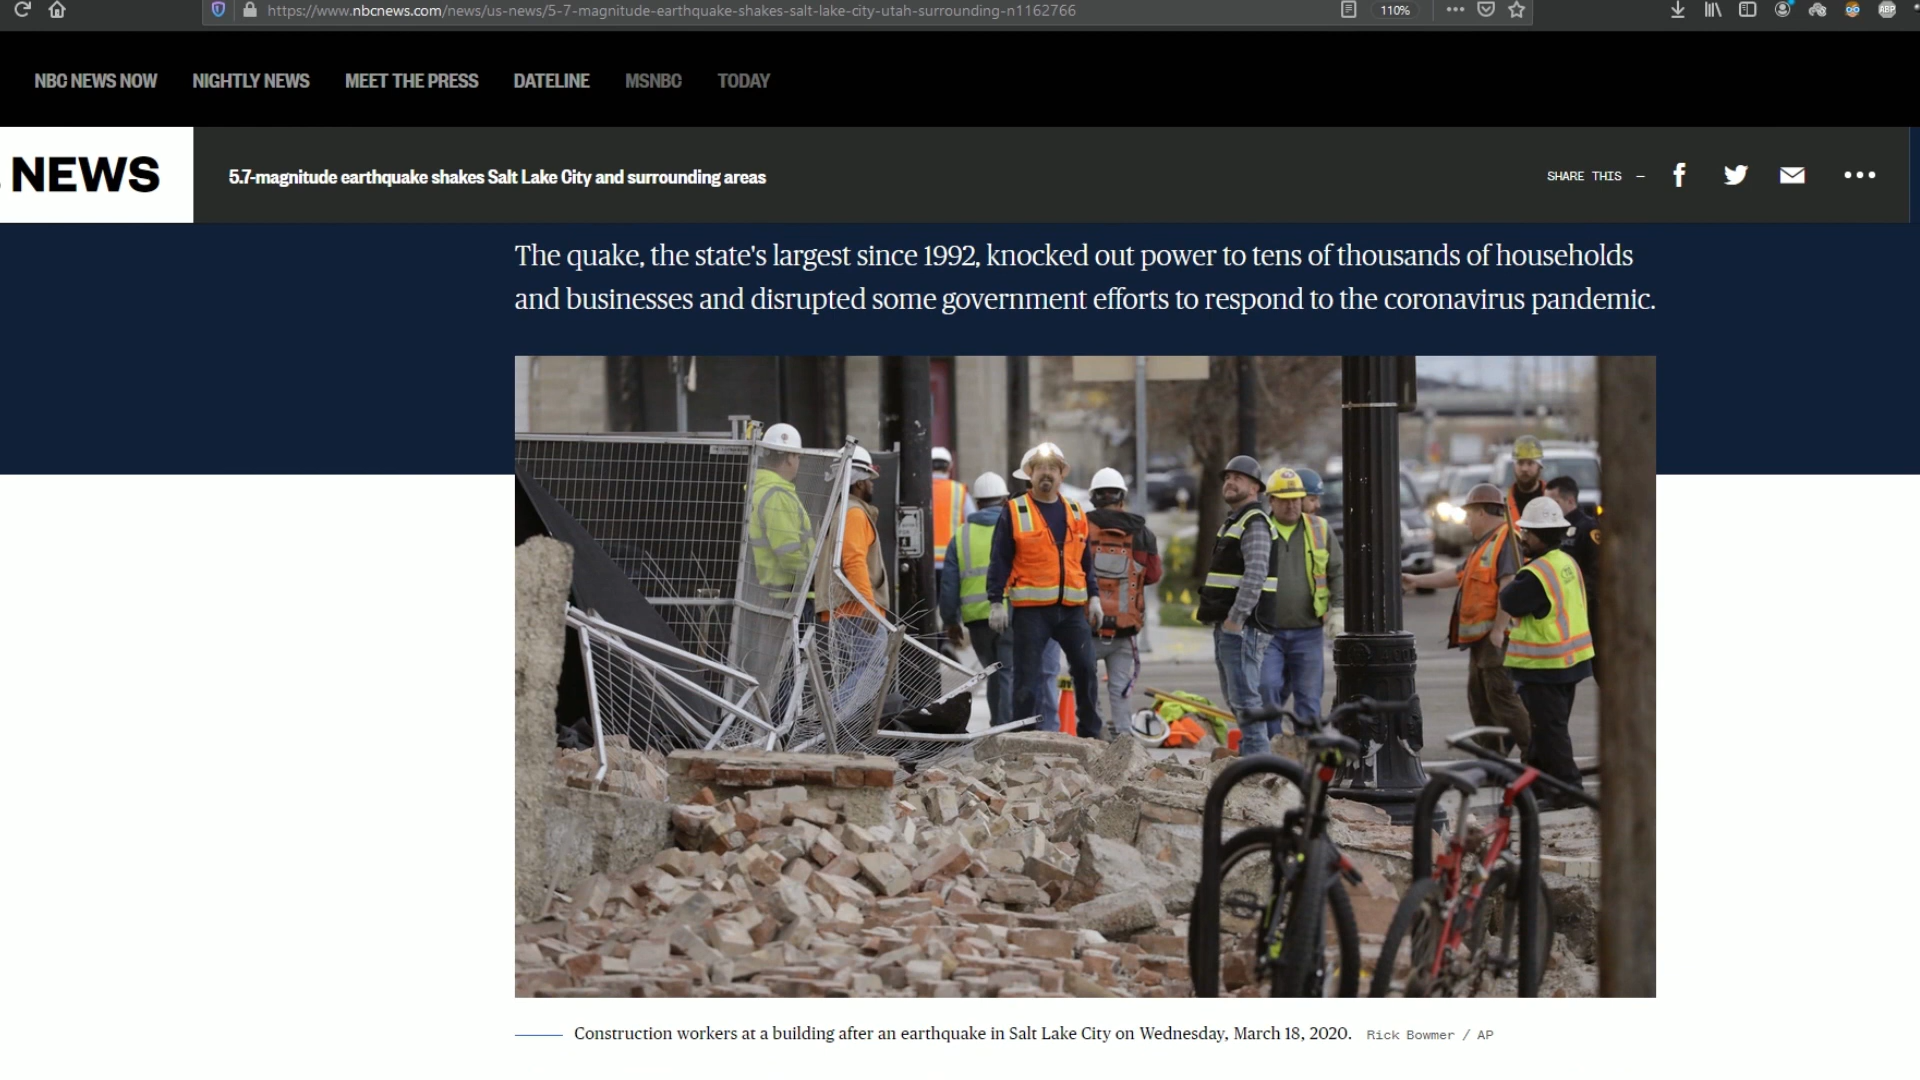 https://www.nbcnews.com/news/us-news/5-7-magnitude-earthquake-shakes-salt-lake-city-utah-surrounding-n1162766
110%
ABP
NBC NEWS NOW NIGHTLY NEWS MEET THE PRESS DATELINE MSNBC TODAY
NEWS
5.7-magnitude earthquake shakes Salt Lake City and surrounding areas
SHARE THIS —
The quake, the state's largest since 1992, knocked out power to tens of thousands of households
and businesses and disrupted some government efforts to respond to the coronavirus pandemic.
Construction workers at a building after an earthquake in Salt Lake City on Wednesday, March 18, 2020. Rick Bowmer / AP